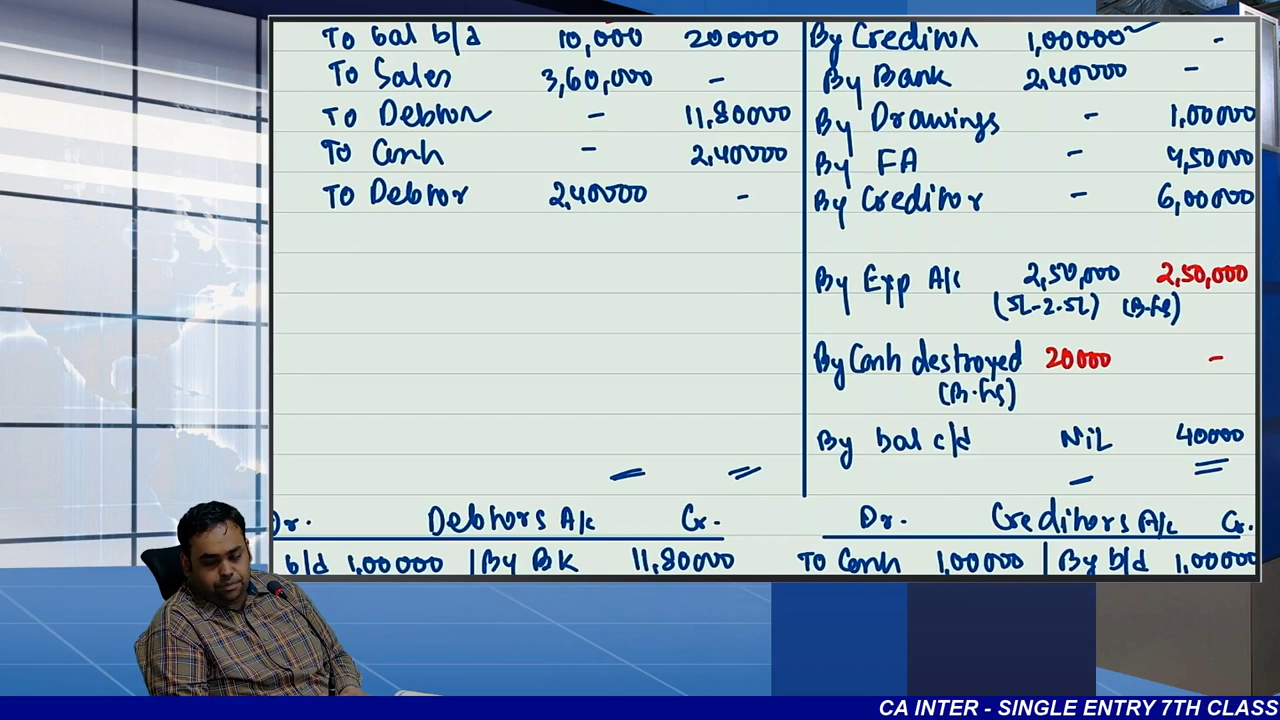 To bal b/d 10,000 20000 By Creditor 1,00000 -
To Sales 3,60,000 - By Bank 2,40000 -
To Debtor - 11,80000 By Drawings - 1,00000
To Cash - 2,40000 By FA - 4,50000
To Debtor 2,40000 - By Creditor - 6,00000
By Exp A/c 2,50,000 2,50,000
(5L-2.5L) (B.fig)
By Cash destroyed 20000 -
(B.fig)
By bal c/d NIL 40000
Dr. Debtors A/c Cr. Dr. Creditors A/c Cr.
b/d 1,00000 By BK 11,80000 To Cash 1,00000 By b/d 1,00000
CA INTER - SINGLE ENTRY 7TH CLASS